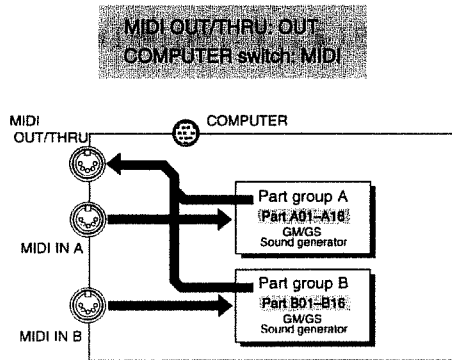 MIDI OUT/THRU: OUT
COMPUTER switch: MIDI
MIDI
OUT/THRU
COMPUTER
Part group A
Part A01–A16
GM/GS
Sound generator
MIDI IN A
Part group B
Part B01–B16
GM/GS
Sound generator
MIDI IN B